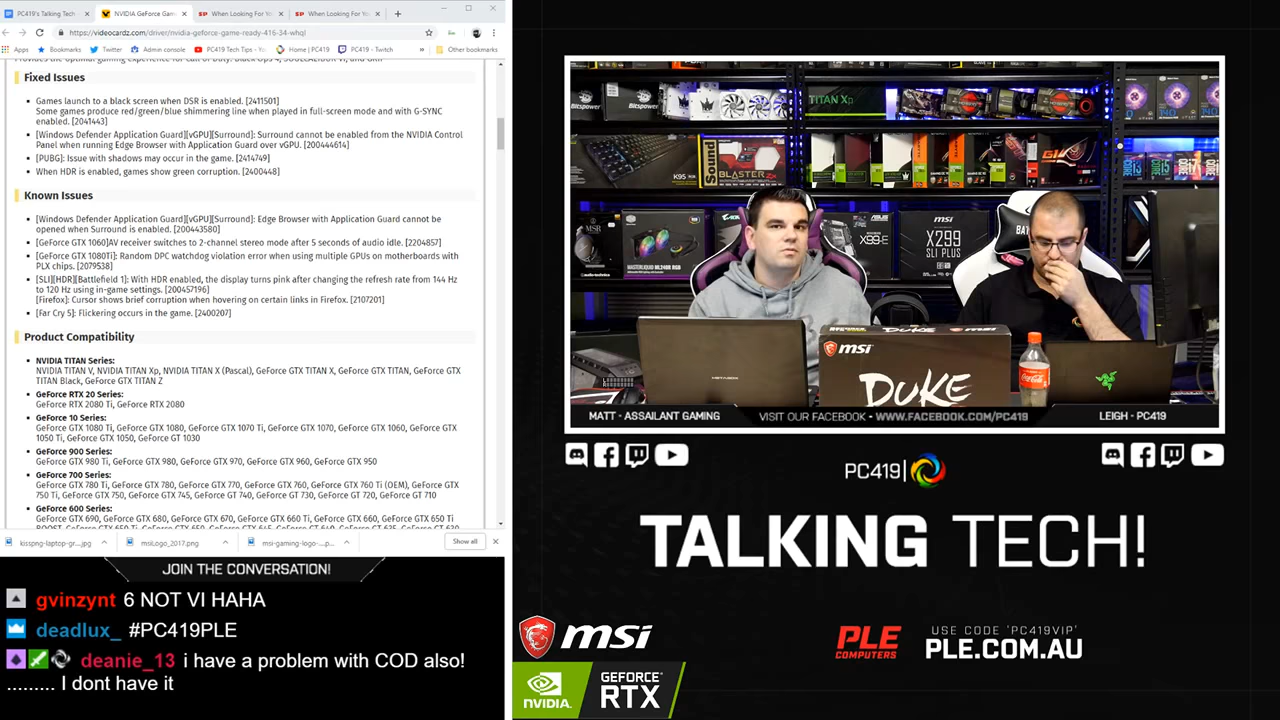 PC419's Talking Tech
NVIDIA GeForce Gam
When Looking For Yo
When Looking For Yo
https://videocardz.com/driver/nvidia-geforce-game-ready-416-34-whql
Apps
Bookmarks
Twitter
Admin console
PC419 Tech Tips - Yo
Home | PC419
PC419 - Twitch
»
Other bookmarks
Fixed Issues
Games launch to a black screen when DSR is enabled. [2411501]
Some games produce red/green/blue shimmering line when played in full-screen mode and with G-SYNC
enabled. [2041443]
[Windows Defender Application Guard][vGPU][Surround]: Surround cannot be enabled from the NVIDIA Control
Panel when running Edge Browser with Application Guard over vGPU. [200444614]
[PUBG]: Issue with shadows may occur in the game. [2414749]
When HDR is enabled, games show green corruption. [2400448]
Known Issues
[Windows Defender Application Guard][vGPU][Surround]: Edge Browser with Application Guard cannot be
opened when Surround is enabled. [200443580]
[GeForce GTX 1060]AV receiver switches to 2-channel stereo mode after 5 seconds of audio idle. [2204857]
[GeForce GTX 1080Ti]: Random DPC watchdog violation error when using multiple GPUs on motherboards with
PLX chips. [2079538]
[SLI][HDR][Battlefield 1]: With HDR enabled, the display turns pink after changing the refresh rate from 144 Hz
to 120 Hz using in-game settings. [200457196]
[Firefox]: Cursor shows brief corruption when hovering on certain links in Firefox. [2107201]
[Far Cry 5]: Flickering occurs in the game. [2400207]
Product Compatibility
NVIDIA TITAN Series:
NVIDIA TITAN V, NVIDIA TITAN Xp, NVIDIA TITAN X (Pascal), GeForce GTX TITAN X, GeForce GTX TITAN, GeForce GTX
TITAN Black, GeForce GTX TITAN Z
GeForce RTX 20 Series:
GeForce RTX 2080 Ti, GeForce RTX 2080
GeForce 10 Series:
GeForce GTX 1080 Ti, GeForce GTX 1080, GeForce GTX 1070 Ti, GeForce GTX 1070, GeForce GTX 1060, GeForce GTX
1050 Ti, GeForce GTX 1050, GeForce GT 1030
GeForce 900 Series:
GeForce GTX 980 Ti, GeForce GTX 980, GeForce GTX 970, GeForce GTX 960, GeForce GTX 950
GeForce 700 Series:
GeForce GTX 780 Ti, GeForce GTX 780, GeForce GTX 770, GeForce GTX 760, GeForce GTX 760 Ti (OEM), GeForce GTX
750 Ti, GeForce GTX 750, GeForce GTX 745, GeForce GT 740, GeForce GT 730, GeForce GT 720, GeForce GT 710
GeForce 600 Series:
GeForce GTX 690, GeForce GTX 680, GeForce GTX 670, GeForce GTX 660 Ti, GeForce GTX 660, GeForce GTX 650 Ti
kisspng-laptop-gr...jpg
msiLogo_2017.png
msi-gaming-logo-...p...
Show all
JOIN THE CONVERSATION!
gvinzynt 6 NOT VI HAHA
deadlux_ #PC419PLE
deanie_13 i have a problem with COD also!
......... I dont have it
Bitspower
Bitspower
TITAN Xp
K95
Sound
BLASTER
X99-E
msi
X299
SLI PLUS
msi
DUKE
DUKE
MATT - ASSAILANT GAMING
VISIT OUR FACEBOOK - WWW.FACEBOOK.COM/PC419
LEIGH - PC419
PC419
TALKING TECH!
msi
NVIDIA.
GEFORCE
RTX
PLE
COMPUTERS
USE CODE 'PC419VIP'
PLE.COM.AU